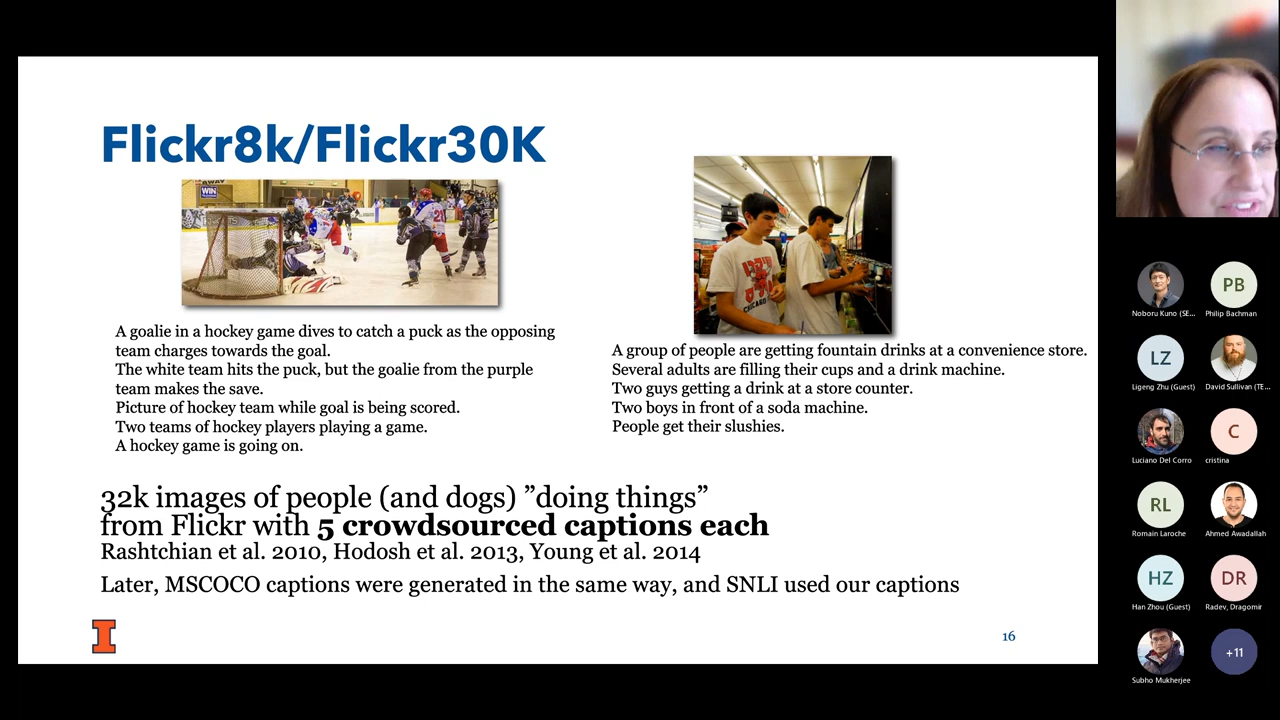 Flickr8k/Flickr30K
WIN
CHICAGO
A goalie in a hockey game dives to catch a puck as the opposing
team charges towards the goal.
The white team hits the puck, but the goalie from the purple
team makes the save.
Picture of hockey team while goal is being scored.
Two teams of hockey players playing a game.
A hockey game is going on.
A group of people are getting fountain drinks at a convenience store.
Several adults are filling their cups and a drink machine.
Two guys getting a drink at a store counter.
Two boys in front of a soda machine.
People get their slushies.
32k images of people (and dogs) ”doing things”
from Flickr with 5 crowdsourced captions each
Rashtchian et al. 2010, Hodosh et al. 2013, Young et al. 2014
Later, MSCOCO captions were generated in the same way, and SNLI used our captions
I
16
PB
Noboru Kuno (SE...
Philip Bachman
LZ
Ligeng Zhu (Guest)
David Sullivan (TE...
C
Luciano Del Corro
cristina
RL
Romain Laroche
Ahmed Awadallah
HZ
DR
Han Zhou (Guest)
Radev, Dragomir
+11
Subho Mukherjee